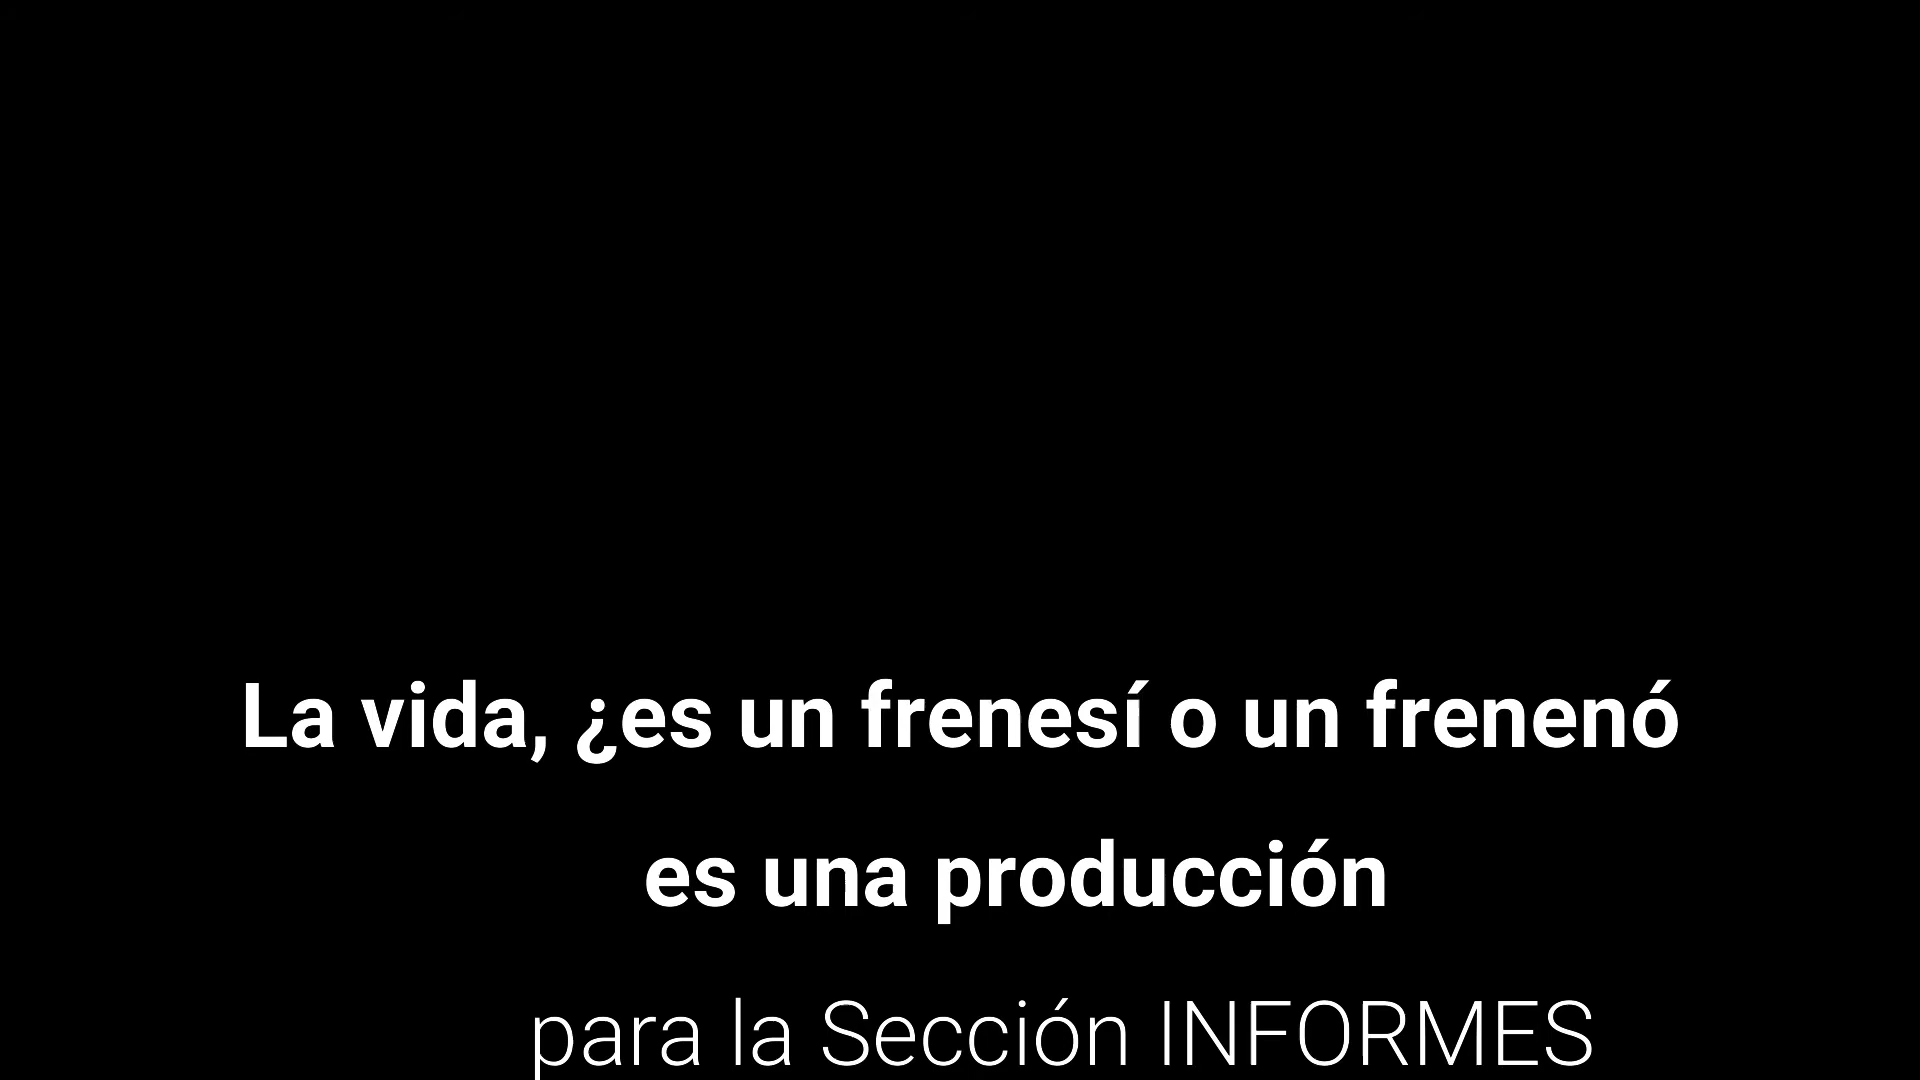 La vida, ¿es un frenesí o un frenenó
es una producción
para la Sección INFORMES